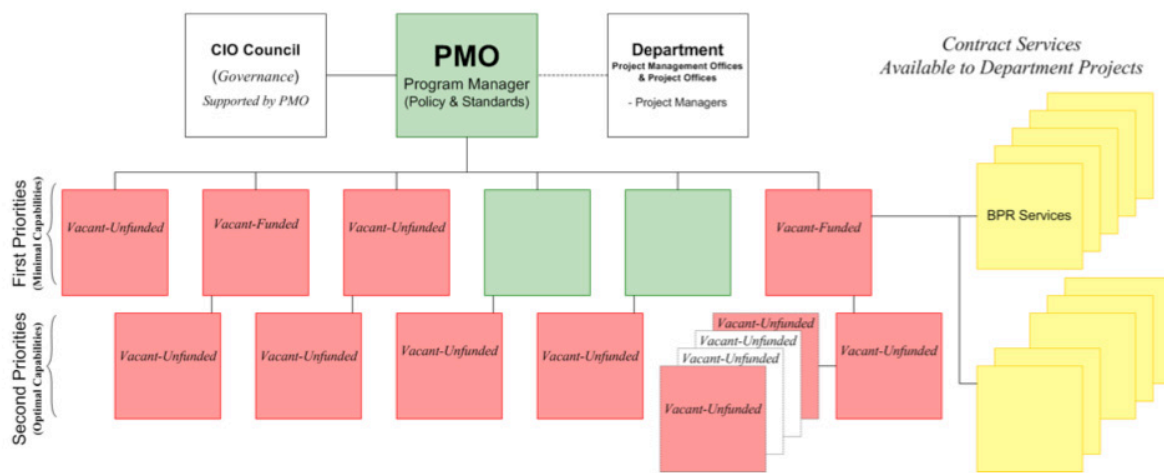 CIO Council
(Governance)
Supported by PMO
PMO
Program Manager
(Policy & Standards)
Department
Project Management Offices
& Project Offices
- Project Managers
Contract Services
Available to Department Projects
First Priorities
(Minimal Capabilities)
Vacant-Unfunded
Vacant-Funded
Vacant-Unfunded
Vacant-Funded
BPR Services
Second Priorities
(Optimal Capabilities)
Vacant-Unfunded
Vacant-Unfunded
Vacant-Unfunded
Vacant-Unfunded
Vacant-Unfunded
Vacant-Unfunded
Vacant-Unfunded
Vacant-Unfunded
Vacant-Unfunded